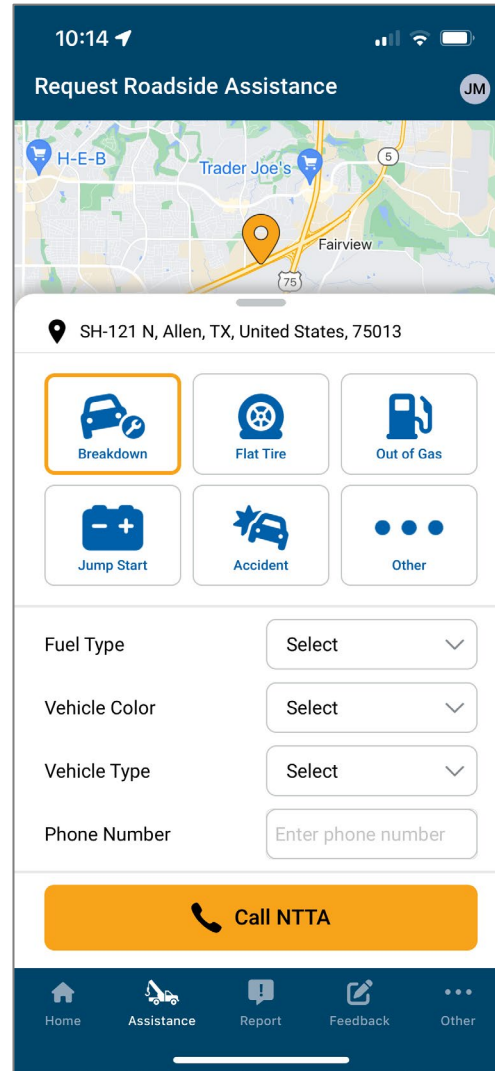 10:14
Request Roadside Assistance
JM
H-E-B
Trader Joe's
5
Fairview
75
SH-121 N, Allen, TX, United States, 75013
Breakdown
Flat Tire
Out of Gas
Jump Start
Accident
Other
Fuel Type
Select
Vehicle Color
Select
Vehicle Type
Select
Phone Number
Enter phone number
Call NTTA
Home
Assistance
Report
Feedback
Other